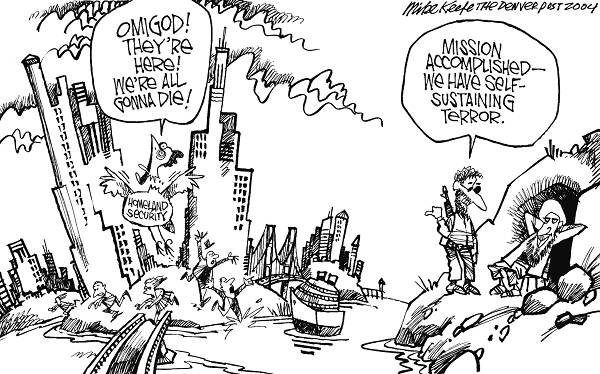 Mike Keefe THE DENVER POST 2004
OMIGOD!
THEY'RE
HERE!
WE'RE ALL
GONNA DIE!
HOMELAND
SECURITY
MISSION
ACCOMPLISHED—
WE HAVE SELF-
SUSTAINING
TERROR.